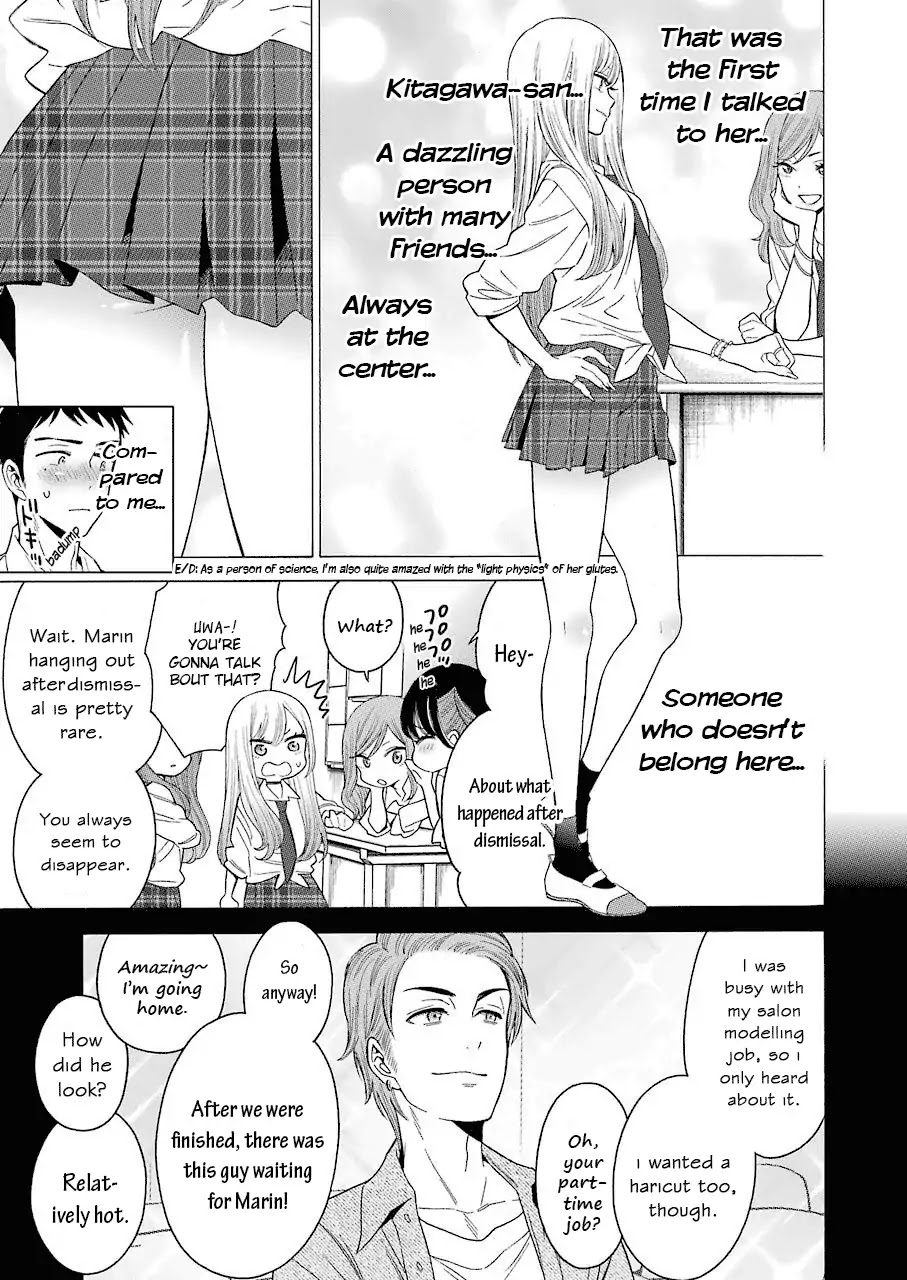 That was
the First
time I talked
to her...
Kitagawa-san...
A dazzling
person
with many
Friends...
Always
at the
center...
Com-
pared
to me...
ドキ
badump
E/D: As a person of science, I'm also quite amazed with the "light physics" of her glutes.
Someone
who doesn't
belong here...
Hey-
About what
happened after
dismissal.
he
he
he
he
he
What?
UWA-!
YOU'RE
GONNA TALK
BOUT THAT?
Wait. Marin
hanging out
after dismiss-
al is pretty
rare.
You always
seem to
disappear.
I was
busy with
my salon
modelling
job, so i
only heard
about it.
I wanted a
haricut too,
though.
Oh,
your
part-
time
job?
So
anyway!
After we were
finished, there was
this guy waiting
for Marin!
Amazing~
I'm going
home.
How
did he
look?
Relat-
ively hot.